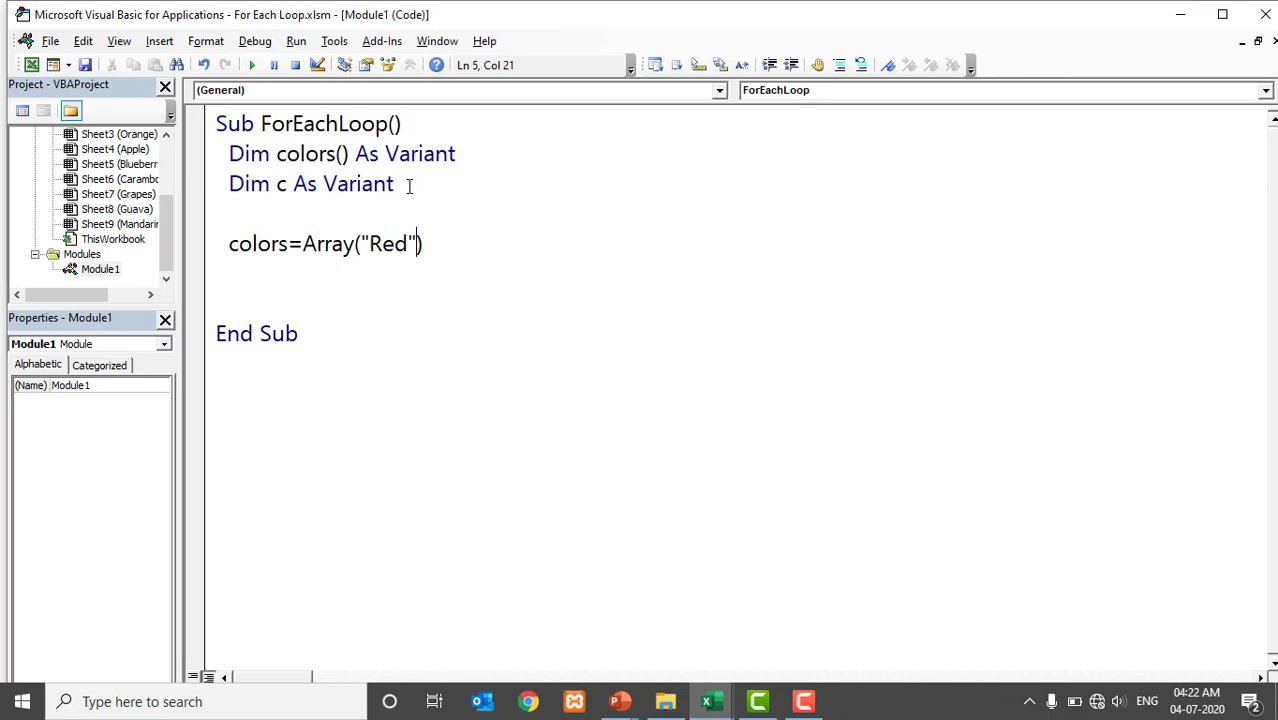 Microsoft Visual Basic for Applications - For Each Loop.xlsm - [Module1 (Code)]
File Edit View Insert Format Debug Run Tools Add-Ins Window Help
Ln 5, Col 21
Project - VBAProject
(General)
ForEachLoop
Sheet3 (Orange)
Sheet4 (Apple)
Sheet5 (Blueberr
Sheet6 (Carambo
Sheet7 (Grapes)
Sheet8 (Guava)
Sheet9 (Mandarin
ThisWorkbook
Modules
Module1
Sub ForEachLoop()
Dim colors() As Variant
Dim c As Variant
colors=Array("Red")
End Sub
Properties - Module1
Module1 Module
Alphabetic Categorized
(Name) Module1
Type here to search
ENG
04:22 AM
04-07-2020
2